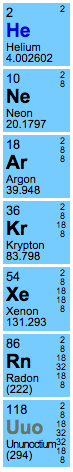 2 2
He
Helium
4.002602
10 2
8
Ne
Neon
20.1797
18 2
8
8
Ar
Argon
39.948
36 2
8
18
8
Kr
Krypton
83.798
54 2
8
18
18
8
Xe
Xenon
131.293
86 2
8
18
32
18
8
Rn
Radon
(222)
118 2
8
18
32
32
18
8
Uuo
Ununoctium
(294)